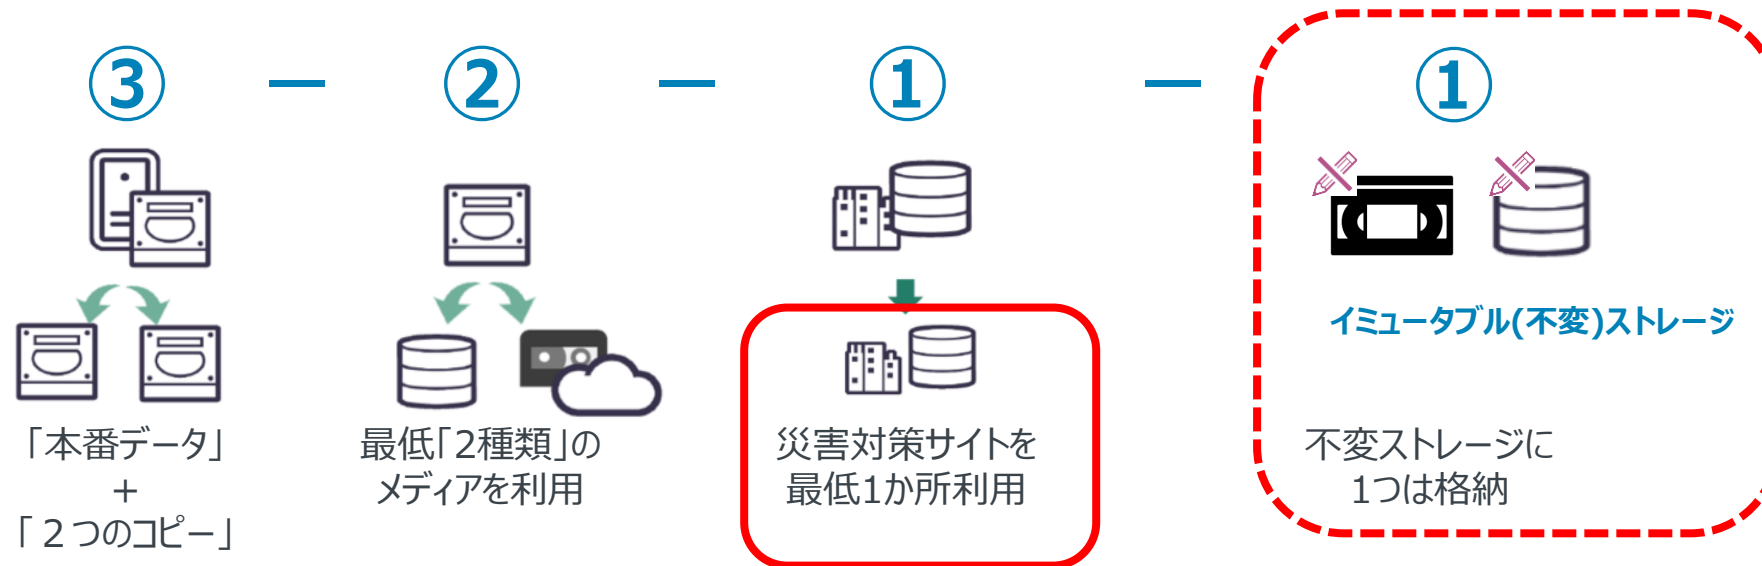 ③ － ② － ① － ①
イミュータブル(不変)ストレージ
「本番データ」
+
「２つのコピー」
最低「2種類」の
メディアを利用
災害対策サイトを
最低1か所利用
不変ストレージに
1つは格納